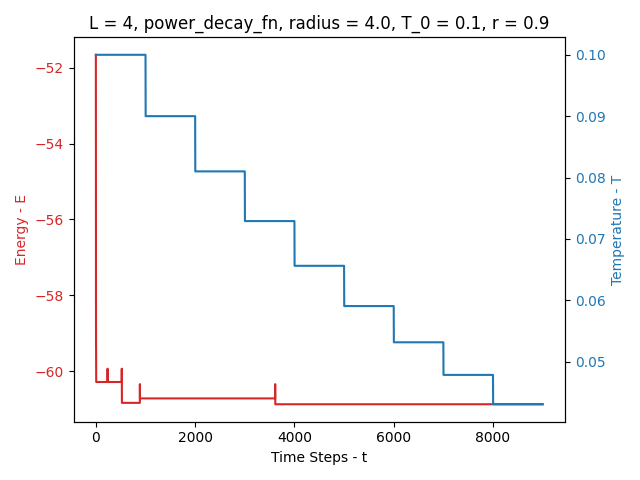 L = 4, power_decay_fn, radius = 4.0, T_0 = 0.1, r = 0.9
Energy - E
−52
−54
−56
−58
−60
0.10
0.09
0.08
0.07
0.06
0.05
Temperature - T
0 2000 4000 6000 8000
Time Steps - t